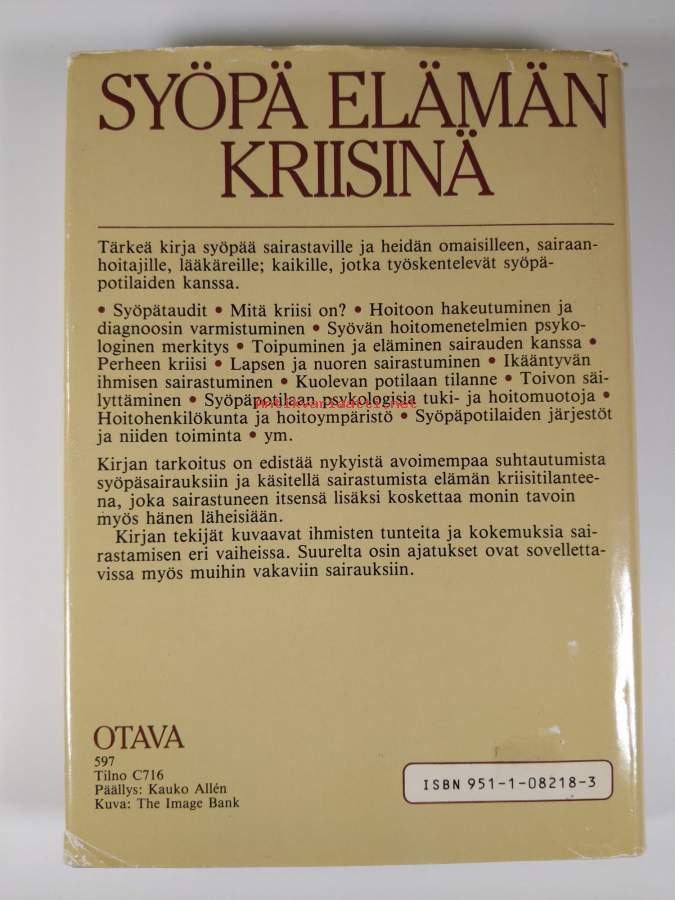 SYÖPÄ ELÄMÄN
KRIISINÄ
Tärkeä kirja syöpää sairastaville ja heidän omaisilleen, sairaan-
hoitajille, lääkäreille; kaikille, jotka työskentelevät syöpä-
potilaiden kanssa.
• Syöpätaudit • Mitä kriisi on? • Hoitoon hakeutuminen ja
diagnoosin varmistuminen • Syövän hoitomenetelmien psyko-
loginen merkitys • Toipuminen ja eläminen sairauden kanssa •
Perheen kriisi • Lapsen ja nuoren sairastuminen • Ikääntyvän
ihmisen sairastuminen • Kuolevan potilaan tilanne • Toivon säi-
lyttäminen • Syöpäpotilaan psykologisia tuki- ja hoitomuotoja •
Antikvariaatti.net
Hoitohenkilökunta ja hoitoympäristö • Syöpäpotilaiden järjestöt
ja niiden toiminta • ym.
Kirjan tarkoitus on edistää nykyistä avoimempaa suhtautumista
syöpäsairauksiin ja käsitellä sairastumista elämän kriisitilantee-
na, joka sairastuneen itsensä lisäksi koskettaa monin tavoin
myös hänen läheisiään.
Kirjan tekijät kuvaavat ihmisten tunteita ja kokemuksia sai-
rastamisen eri vaiheissa. Suurelta osin ajatukset ovat sovelletta-
vissa myös muihin vakaviin sairauksiin.
OTAVA
597
Tilno C716
Päällys: Kauko Allén
Kuva: The Image Bank
ISBN 951-1-08218-3